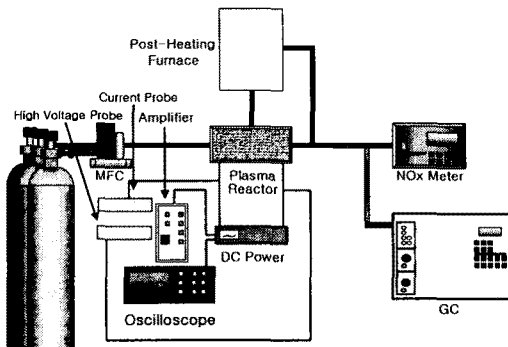 Post-Heating
Furnace
Current Probe
High Voltage Probe
Amplifier
MFC
Plasma
Reactor
NOx Meter
DC Power
Oscilloscope
GC